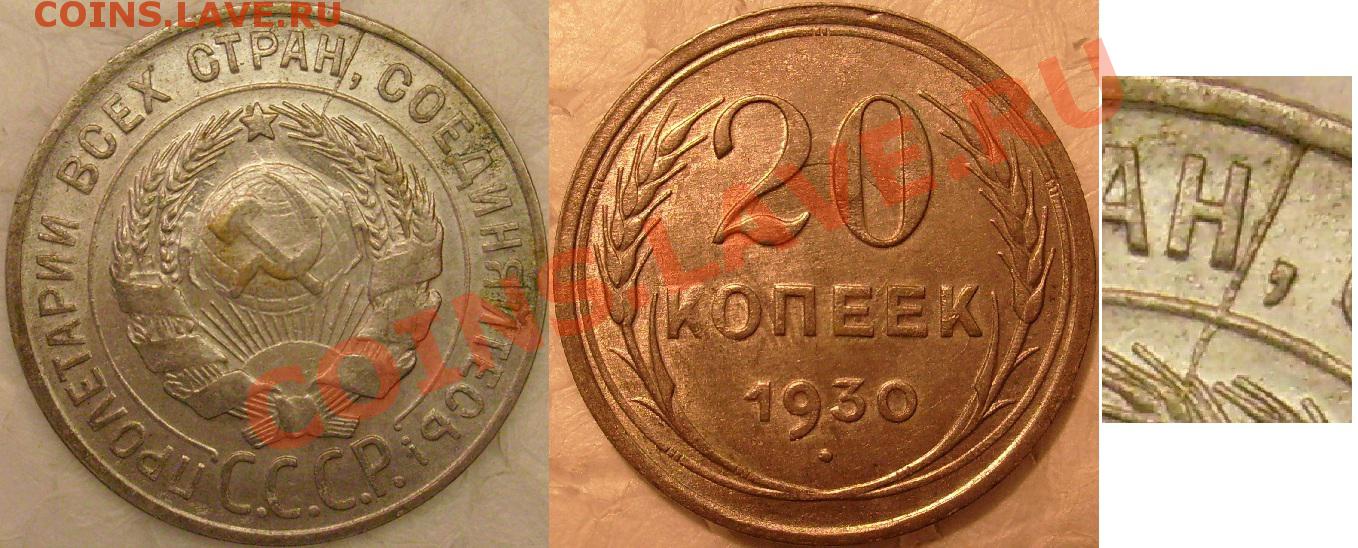 COINS.LAVE.RU
ПРОЛЕТАРИИ ВСЕХ СТРАН, СОЕДИНЯЙТЕСЬ!
С.С.С.Р.
20
КОПЕЕК
1930
COINS.LAVE.RU
АН,